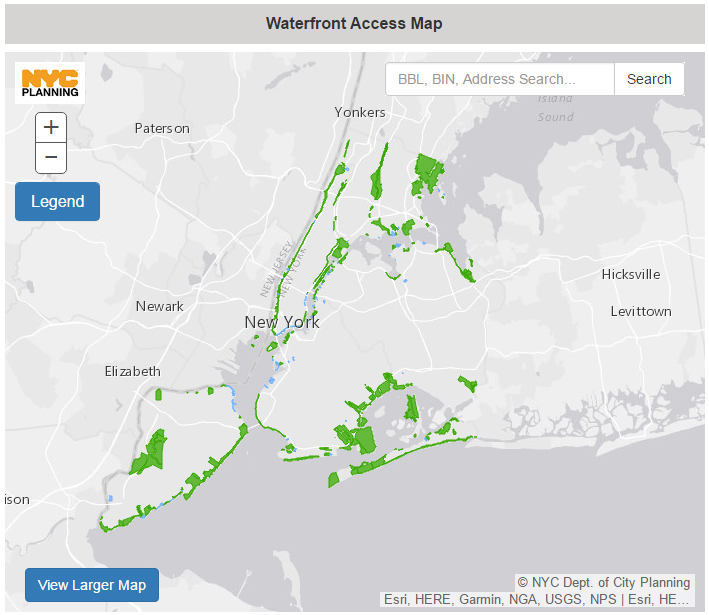 Waterfront Access Map
NYC
PLANNING
BBL, BIN, Address Search...
Search
Island
Sound
Yonkers
Paterson
+
−
Legend
NEW JERSEY
NEW YORK
Hicksville
Levittown
Newark
New York
Elizabeth
ison
View Larger Map
© NYC Dept. of City Planning
Esri, HERE, Garmin, NGA, USGS, NPS | Esri, HE...